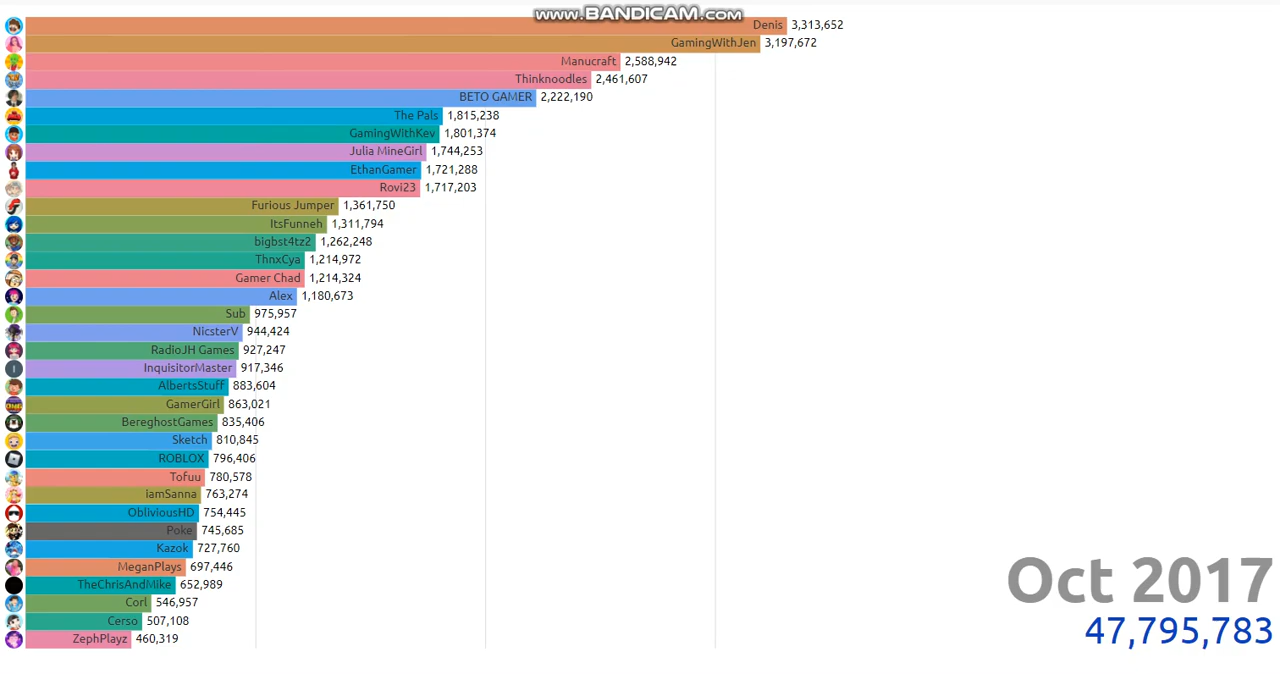 www.BANDICAM.com
Denis 3,313,652
GamingWithJen 3,197,672
Manucraft 2,588,942
Thinknoodles 2,461,607
BETO GAMER 2,222,190
The Pals 1,815,238
GamingWithKev 1,801,374
Julia MineGirl 1,744,253
EthanGamer 1,721,288
Rovi23 1,717,203
Furious Jumper 1,361,750
ItsFunneh 1,311,794
bigbst4tz2 1,262,248
ThnxCya 1,214,972
Gamer Chad 1,214,324
Alex 1,180,673
Sub 975,957
NicsterV 944,424
RadioJH Games 927,247
I InquisitorMaster 917,346
AlbertsStuff 883,604
GamerGirl 863,021
BereghostGames 835,406
Sketch 810,845
ROBLOX 796,406
Tofuu 780,578
iamSanna 763,274
ObliviousHD 754,445
Poke 745,685
Kazok 727,760
MeganPlays 697,446
TheChrisAndMike 652,989
Corl 546,957
Cerso 507,108
ZephPlayz 460,319
Oct 2017
47,795,783